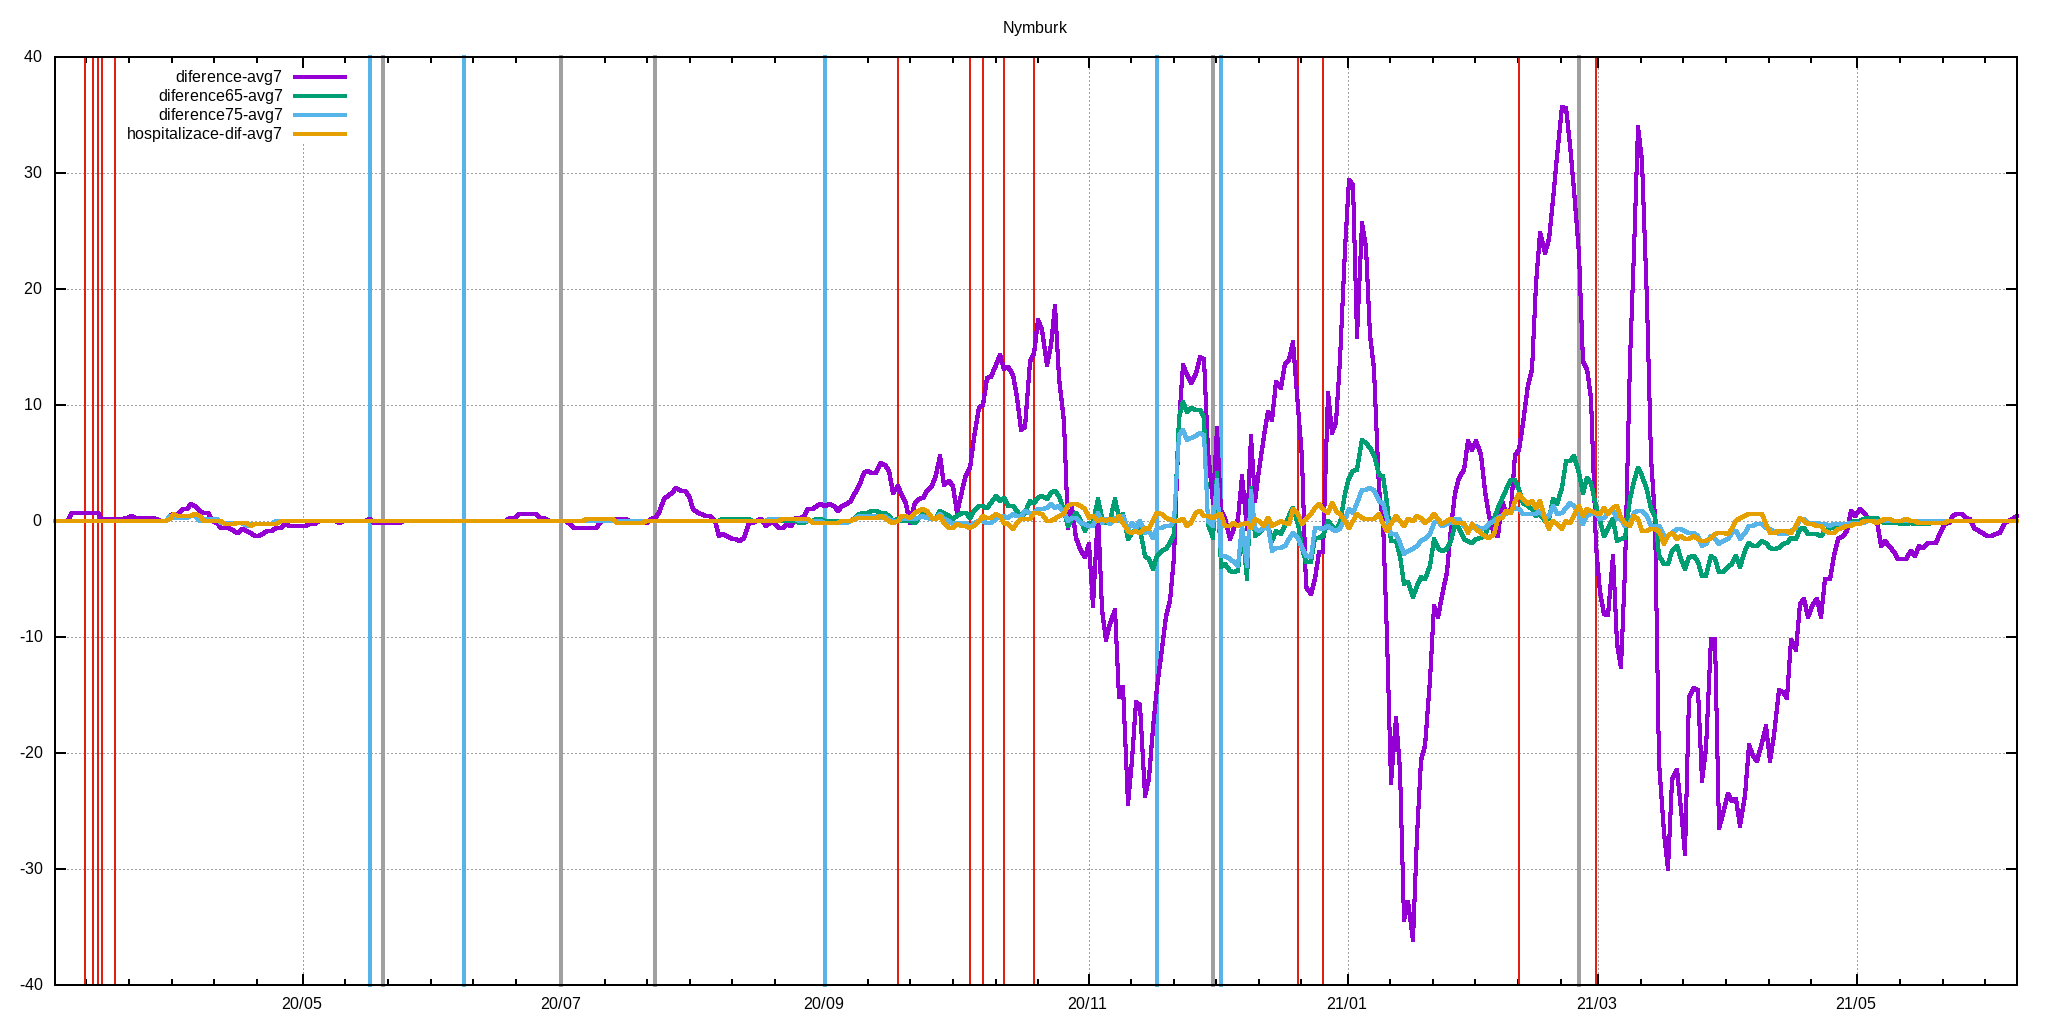 Nymburk
40
diference-avg7
diference65-avg7
diference75-avg7
hospitalizace-dif-avg7
30
20
10
0
-10
-20
-30
-40
20/05 20/07 20/09 20/11 21/01 21/03 21/05